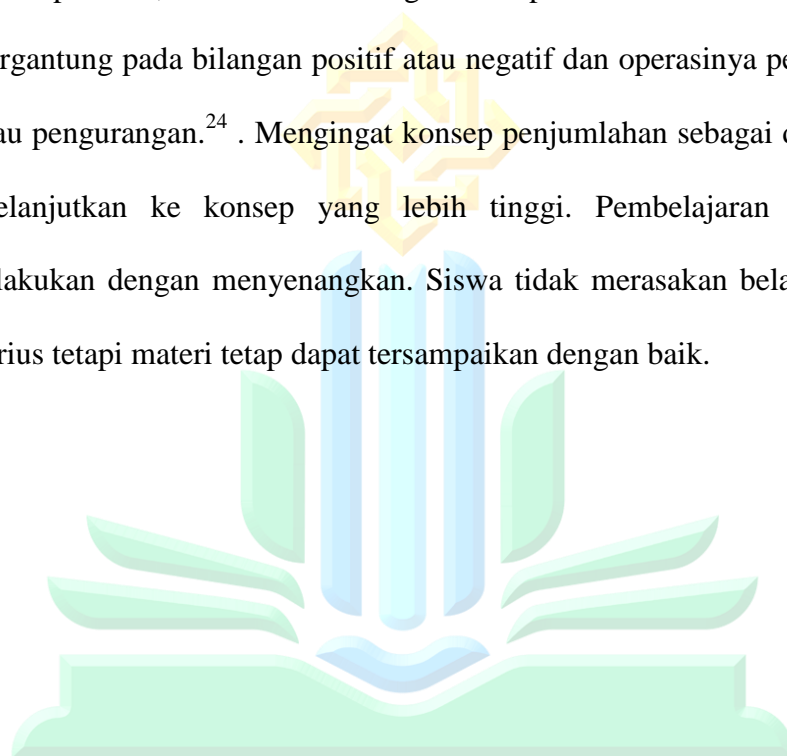 rgantung pada bilangan positif atau negatif dan operasinya pe
au pengurangan.24 . Mengingat konsep penjumlahan sebagai
elanjutkan ke konsep yang lebih tinggi. Pembelajaran
lakukan dengan menyenangkan. Siswa tidak merasakan bela
rius tetapi materi tetap dapat tersampaikan dengan baik.